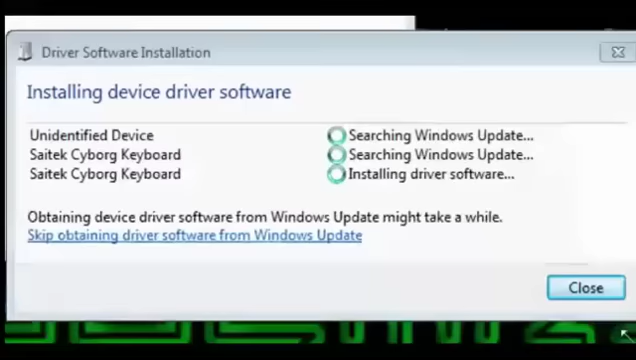 Driver Software Installation
Installing device driver software
Unidentified Device Searching Windows Update...
Saitek Cyborg Keyboard Searching Windows Update...
Saitek Cyborg Keyboard Installing driver software...
Obtaining device driver software from Windows Update might take a while.
Skip obtaining driver software from Windows Update
Close